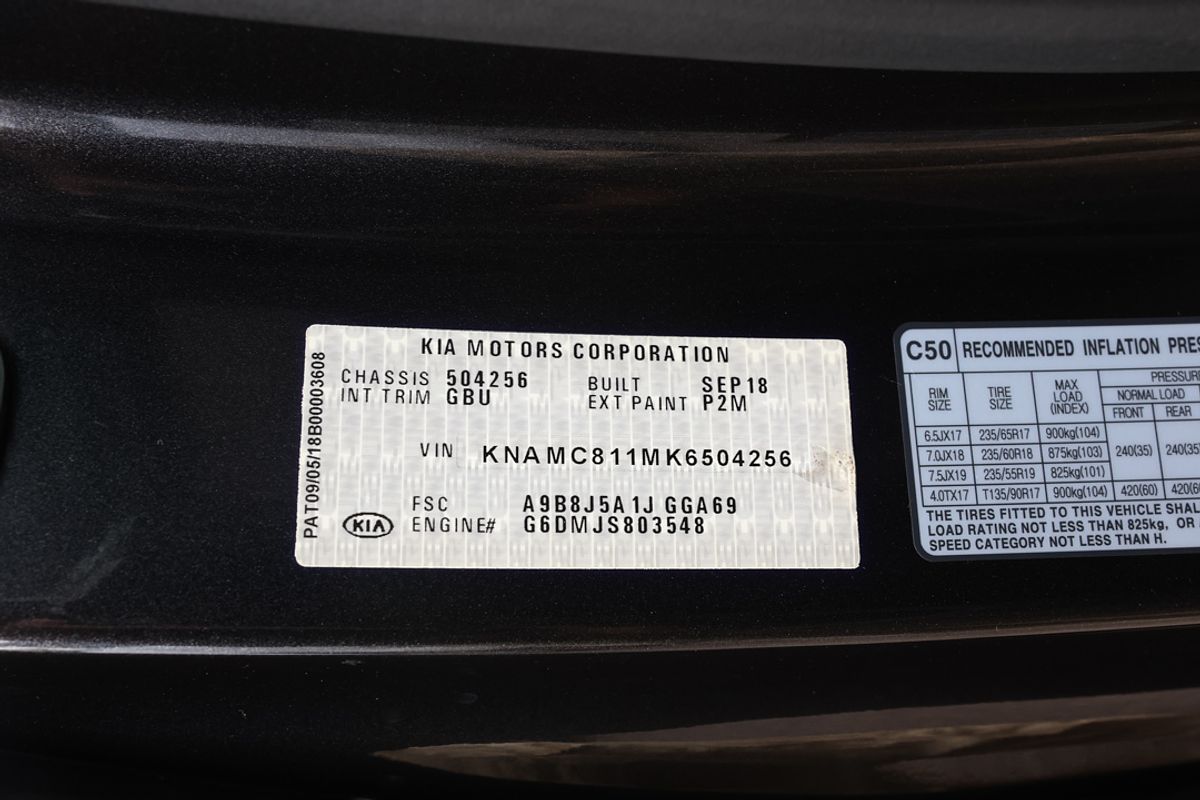 KIA MOTORS CORPORATION
CHASSIS 504256 BUILT SEP18
INT TRIM GBU EXT PAINT P2M
VIN KNAMC811MK6504256
FSC A9B8J5A1J GGA69
KIA ENGINE# G6DMJS803548
PAT09/05/18B00003608
C50 RECOMMENDED INFLATION
RIM SIZE TIRE SIZE MAX LOAD (INDEX) NORMAL LOAD
FRONT REAR
6.5JX17 235/65R17 900kg(104)
7.0JX18 235/60R18 875kg(103) 240(35)
7.5JX19 235/55R19 825kg(101)
4.0TX17 T135/90R17 900kg(104) 420(60)
THE TIRES FITTED TO THIS VEHICLE
LOAD RATING NOT LESS THAN 825kg, OR
SPEED CATEGORY NOT LESS THAN H.